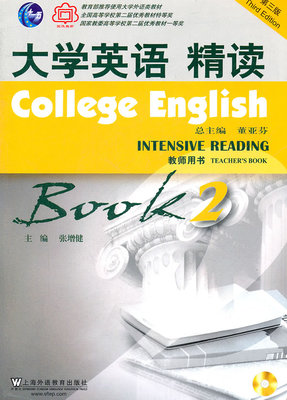 教育部推荐使用大学外语类教材
全国高等学校第二届优秀教材特等奖
国家教委高等学校第二届优秀教材一等奖
第三版
Third Edition
大学英语 精读
College English
总主编 董亚芬
INTENSIVE READING
教师用书 TEACHER'S BOOK
Book 2
主编 张增健
上海外语教育出版社
www.sflep.com